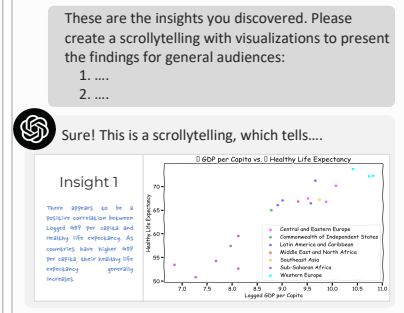 These are the insights you discovered. Please
create a scrollytelling with visualizations to present
the findings for general audiences:
1. ....
2. ....
Sure! This is a scrollytelling, which tells....
Insight 1
There appears to be a
positive correlation between
Logged GDP per capita and
healthy life expectancy. As
countries have higher GDP
per capita, their healthy life
expectancy generally
increases.
▯ GDP per Capita vs. ▯ Healthy Life Expectancy
Healthy Life Expectancy
70
65
60
55
50
Central and Eastern Europe
Commonwealth of Independent States
Latin America and Caribbean
Middle East and North Africa
Southeast Asia
Sub-Saharan Africa
Western Europe
7.0 7.5 8.0 8.5 9.0 9.5 10.0 10.5 11.0
Logged GDP per Capita